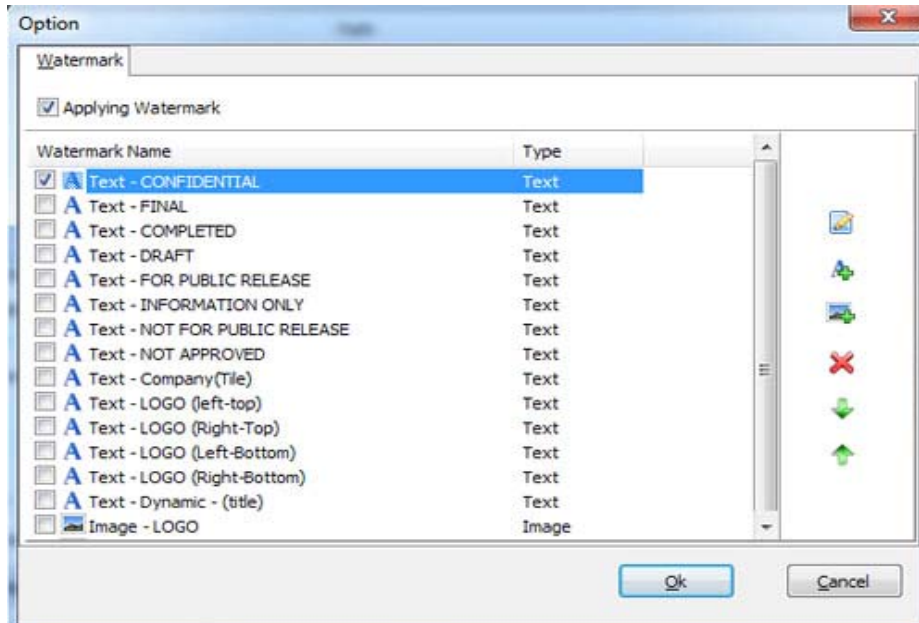 Option
Watermark
Applying Watermark
Watermark Name Type
Text - CONFIDENTIAL Text
Text - FINAL Text
Text - COMPLETED Text
Text - DRAFT Text
Text - FOR PUBLIC RELEASE Text
Text - INFORMATION ONLY Text
Text - NOT FOR PUBLIC RELEASE Text
Text - NOT APPROVED Text
Text - Company(Tile) Text
Text - LOGO (left-top) Text
Text - LOGO (Right-Top) Text
Text - LOGO (Left-Bottom) Text
Text - LOGO (Right-Bottom) Text
Text - Dynamic - (title) Text
Image - LOGO Image
Ok Cancel